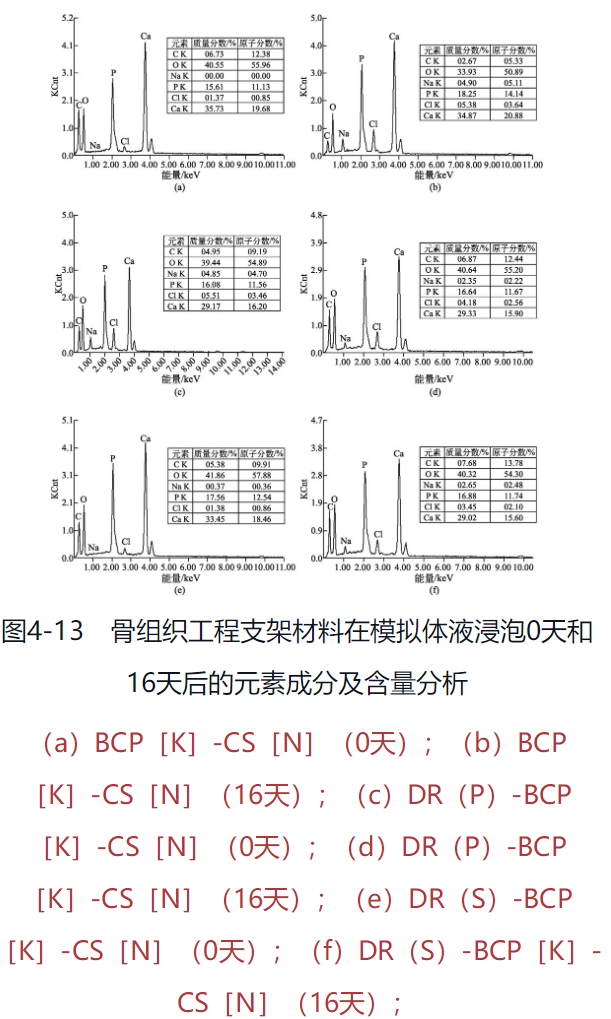 5.2
4.1
3.1
2.1
1.0
0.0
KCnt
C
O
Na
P
Cl
Ca
元素 质量分数/% 原子分数/%
C K 06.73 12.38
O K 40.55 55.96
Na K 00.00 00.00
P K 15.61 11.13
Cl K 01.37 00.85
Ca K 35.73 19.68
1.00 2.00 3.00 4.00 5.00 6.00 7.00 8.00 9.00 10.00 11.00
能量/keV
(a)
5.2
4.1
3.1
2.1
1.0
0.0
KCnt
C
O
Na
P
Cl
Ca
元素 质量分数/% 原子分数/%
C K 02.67 05.33
O K 33.93 50.89
Na K 04.90 05.11
P K 18.25 14.14
Cl K 05.38 03.64
Ca K 34.87 20.88
1.00 2.00 3.00 4.00 5.00 6.00 7.00 8.00 9.00 10.00 11.00
能量/keV
(b)
5.0
4.0
3.0
2.0
1.0
0.0
KCnt
C
O
Na
P
Cl
Ca
元素 质量分数/% 原子分数/%
C K 04.95 09.19
O K 39.44 54.89
Na K 04.85 04.70
P K 16.08 11.56
Cl K 05.51 03.46
Ca K 29.17 16.20
1.00 2.00 3.00 4.00 5.00 6.00 7.00 8.00 9.00 10.00 11.00 12.00 13.00 14.00
能量/keV
(c)
4.8
3.9
2.9
1.9
1.0
0.0
KCnt
C
O
Na
P
Cl
Ca
元素 质量分数/% 原子分数/%
C K 06.87 12.44
O K 40.64 55.20
Na K 02.35 02.22
P K 16.64 11.67
Cl K 04.18 02.56
Ca K 29.33 15.90
1.00 2.00 3.00 4.00 5.00 6.00 7.00 8.00 9.00 10.00 11.00
能量/keV
(d)
5.1
4.1
3.1
2.1
1.0
0.0
KCnt
C
O
Na
P
Cl
Ca
元素 质量分数/% 原子分数/%
C K 05.38 09.91
O K 41.86 57.88
Na K 00.37 00.36
P K 17.56 12.54
Cl K 01.38 00.86
Ca K 33.45 18.46
1.00 2.00 3.00 4.00 5.00 6.00 7.00 8.00 9.00 10.00 11.00
能量/keV
(e)
4.7
3.8
2.8
1.9
0.9
0.0
KCnt
C
O
Na
P
Cl
Ca
元素 质量分数/% 原子分数/%
C K 07.68 13.78
O K 40.32 54.30
Na K 02.65 02.48
P K 16.88 11.74
Cl K 03.45 02.10
Ca K 29.02 15.60
1.00 2.00 3.00 4.00 5.00 6.00 7.00 8.00 9.00 10.00 11.00
能量/keV
(f)
图4-13 骨组织工程支架材料在模拟体液浸泡0天和
16天后的元素成分及含量分析
（a）BCP［K］-CS［N］（0天）；（b）BCP
［K］-CS［N］（16天）；（c）DR（P）-BCP
［K］-CS［N］（0天）；（d）DR（P）-BCP
［K］-CS［N］（16天）；（e）DR（S）-BCP
［K］-CS［N］（0天）；（f）DR（S）-BCP［K］-
CS［N］（16天）；